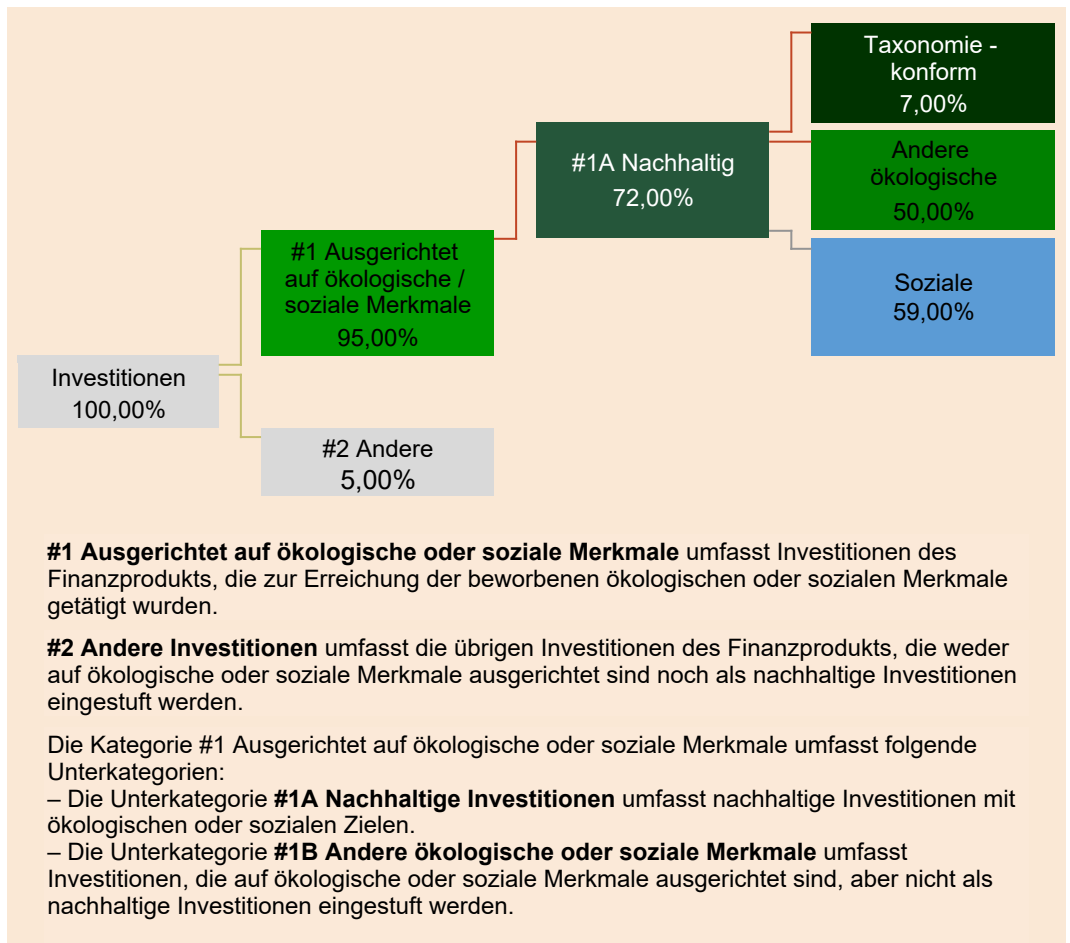 Taxonomie -
konform
7,00%
Andere
ökologische
50,00%
#1A Nachhaltig
72,00%
Soziale
59,00%
#1 Ausgerichtet
auf ökologische /
soziale Merkmale
95,00%
Investitionen
100,00%
#2 Andere
5,00%
#1 Ausgerichtet auf ökologische oder soziale Merkmale umfasst Investitionen des
Finanzprodukts, die zur Erreichung der beworbenen ökologischen oder sozialen Merkmale
getätigt wurden.
#2 Andere Investitionen umfasst die übrigen Investitionen des Finanzprodukts, die weder
auf ökologische oder soziale Merkmale ausgerichtet sind noch als nachhaltige Investitionen
eingestuft werden.
Die Kategorie #1 Ausgerichtet auf ökologische oder soziale Merkmale umfasst folgende
Unterkategorien:
– Die Unterkategorie #1A Nachhaltige Investitionen umfasst nachhaltige Investitionen mit
ökologischen oder sozialen Zielen.
– Die Unterkategorie #1B Andere ökologische oder soziale Merkmale umfasst
Investitionen, die auf ökologische oder soziale Merkmale ausgerichtet sind, aber nicht als
nachhaltige Investitionen eingestuft werden.